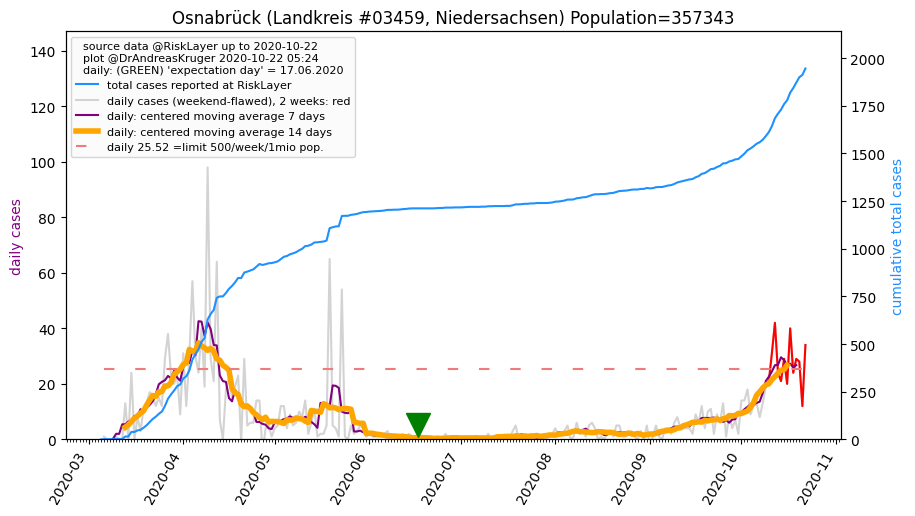 Osnabrück (Landkreis #03459, Niedersachsen) Population=357343
source data @RiskLayer up to 2020-10-22
plot @DrAndreasKruger 2020-10-22 05:24
daily: (GREEN) 'expectation day' = 17.06.2020
total cases reported at RiskLayer
daily cases (weekend-flawed), 2 weeks: red
daily: centered moving average 7 days
daily: centered moving average 14 days
daily 25.52 =limit 500/week/1mio pop.
daily cases
140
120
100
80
60
40
20
0
cumulative total cases
2000
1750
1500
1250
1000
750
500
250
0
2020-03
2020-04
2020-05
2020-06
2020-07
2020-08
2020-09
2020-10
2020-11